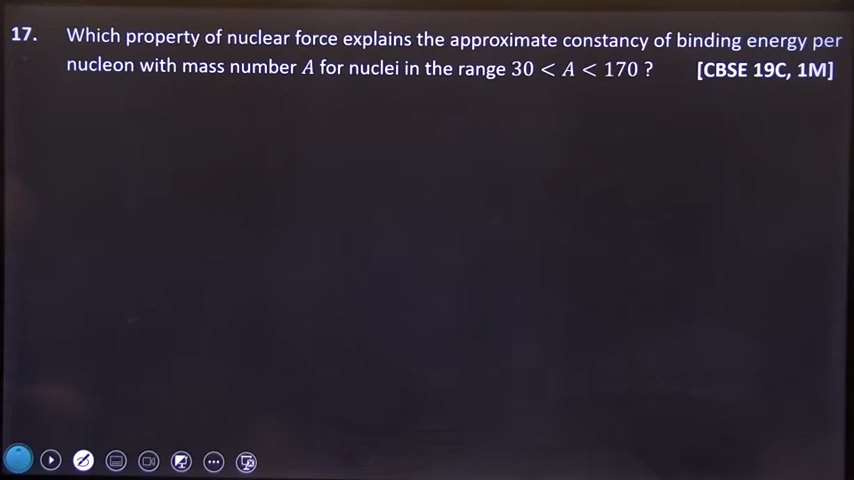 17. Which property of nuclear force explains the approximate constancy of binding energy per
nucleon with mass number A for nuclei in the range 30 < A < 170 ? [CBSE 19C, 1M]